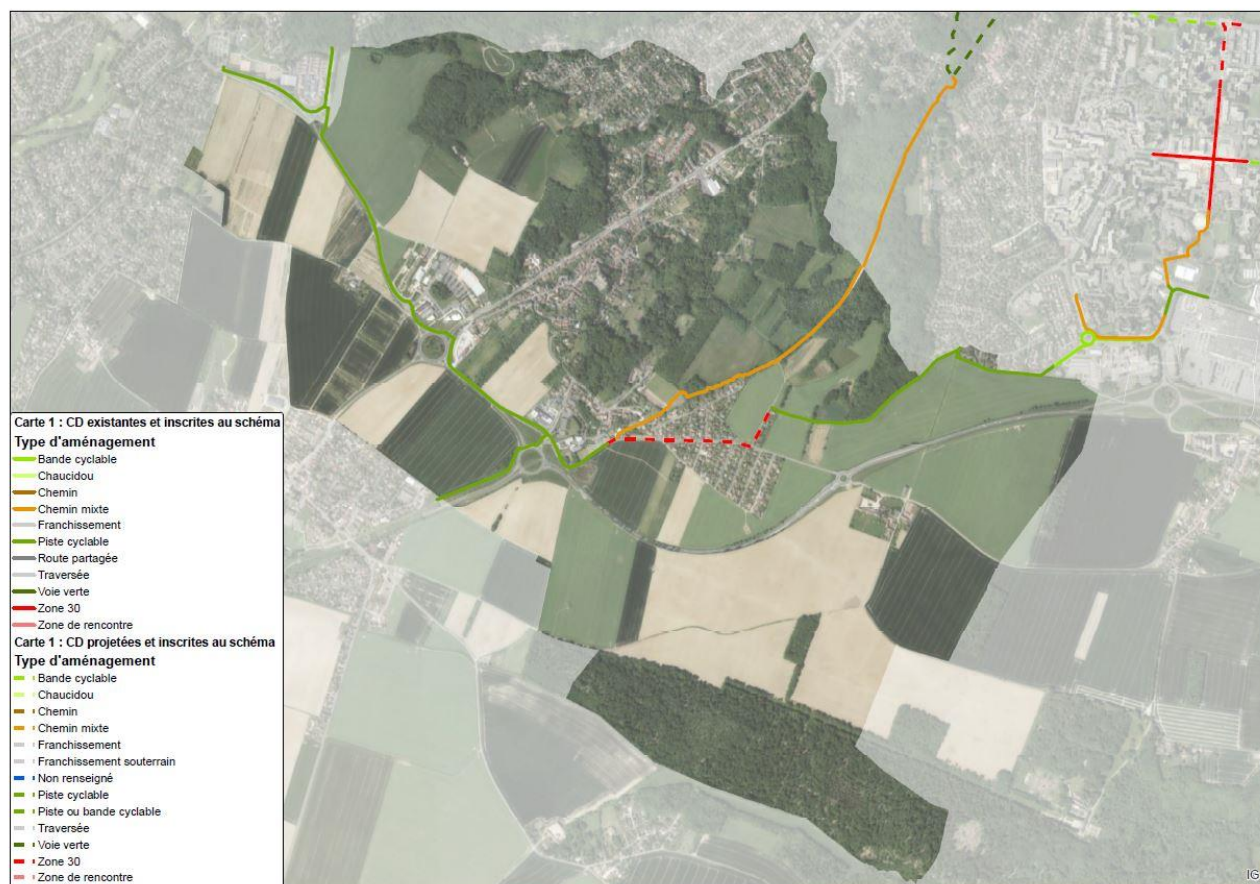 Carte 1 : CD existantes et inscrites au schéma
Type d'aménagement
Bande cyclable
Chaucidou
Chemin
Chemin mixte
Franchissement
Piste cyclable
Route partagée
Traversée
Voie verte
Zone 30
Zone de rencontre
Carte 1 : CD projetées et inscrites au schéma
Type d'aménagement
Bande cyclable
Chaucidou
Chemin
Chemin mixte
Franchissement
Franchissement souterrain
Non renseigné
Piste cyclable
Piste ou bande cyclable
Traversée
Voie verte
Zone 30
Zone de rencontre
IG